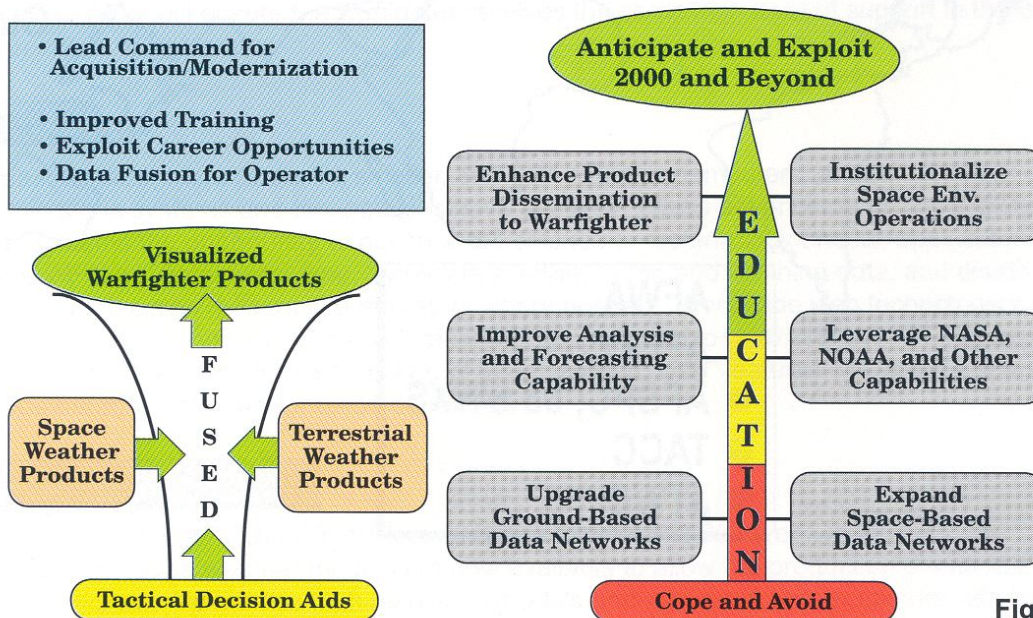 • Lead Command for
Acquisition/Modernization
• Improved Training
• Exploit Career Opportunities
• Data Fusion for Operator
Visualized
Warfighter Products
FUSED
Space
Weather
Products
Terrestrial
Weather
Products
Tactical Decision Aids
Anticipate and Exploit
2000 and Beyond
Enhance Product
Dissemination
to Warfighter
Institutionalize
Space Env.
Operations
EDUCATION
Improve Analysis
and Forecasting
Capability
Leverage NASA,
NOAA, and Other
Capabilities
Upgrade
Ground-Based
Data Networks
Expand
Space-Based
Data Networks
Cope and Avoid
Fig